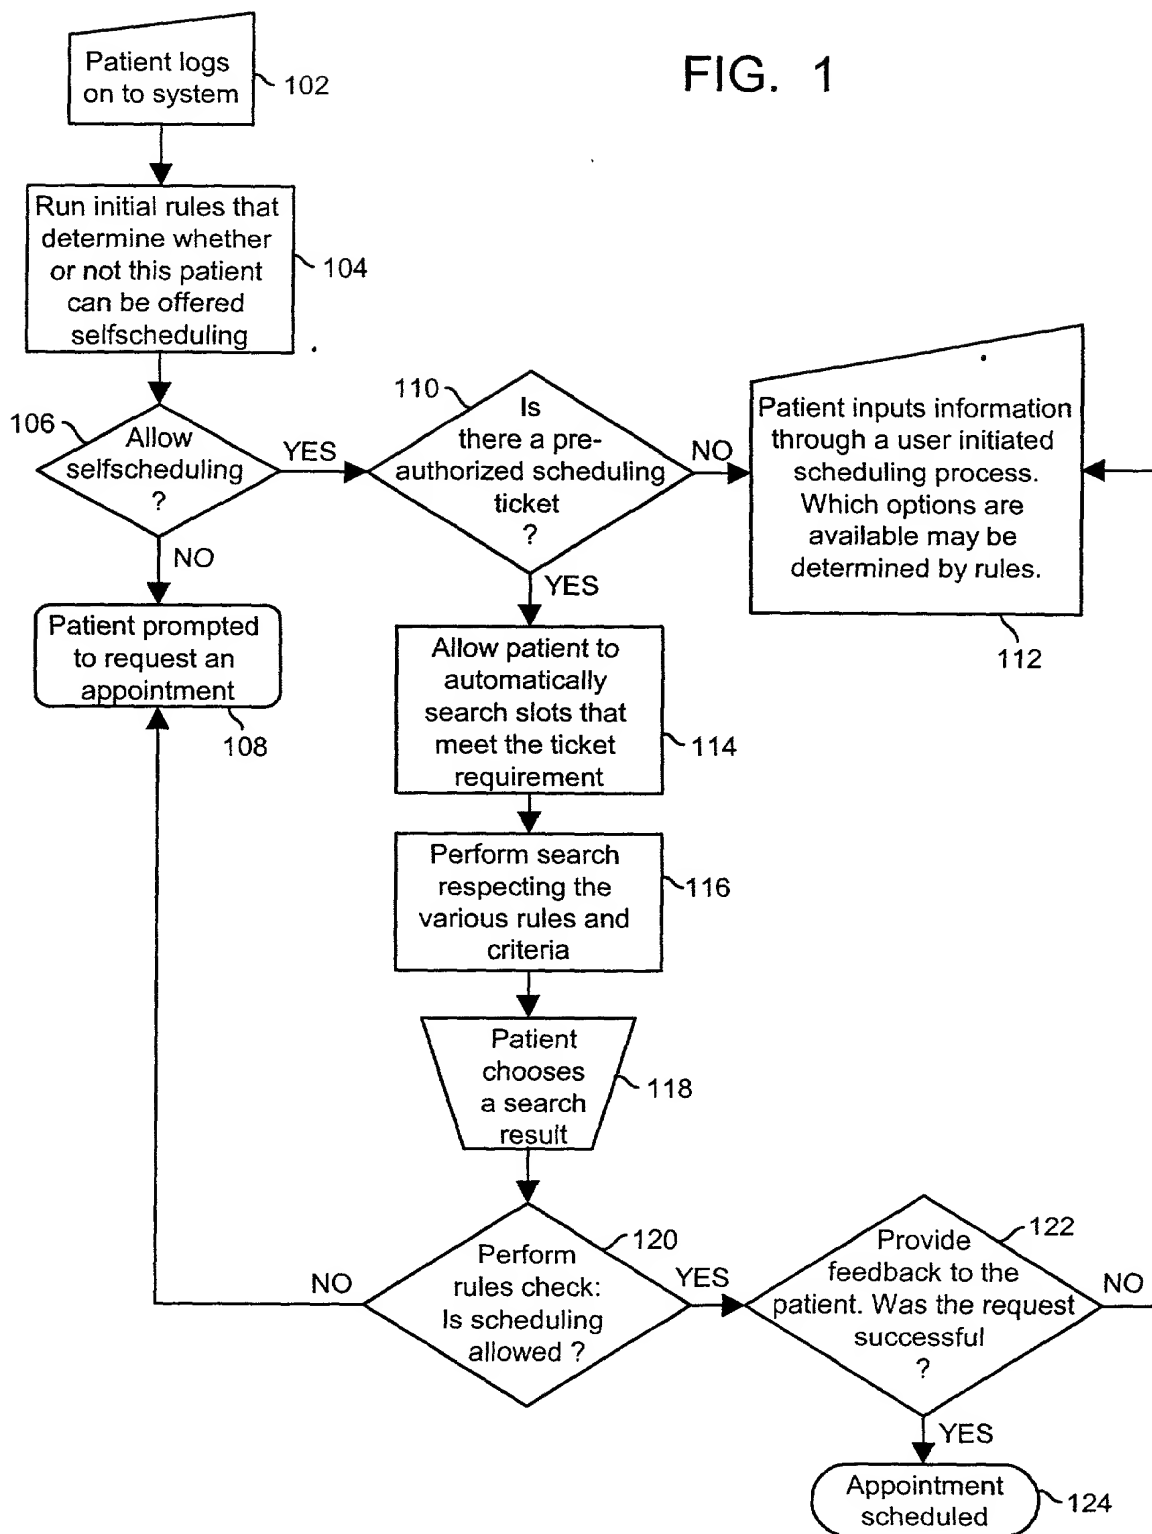 FIG. 1
Patient logs
on to system
102
Run initial rules that
determine whether
or not this patient
can be offered
selfscheduling
104
106
Allow
selfscheduling
?
YES
NO
Patient prompted
to request an
appointment
108
110
Is
there a pre-
authorized scheduling
ticket
?
NO
YES
Patient inputs information
through a user initiated
scheduling process.
Which options are
available may be
determined by rules.
112
Allow patient to
automatically
search slots that
meet the ticket
requirement
114
Perform search
respecting the
various rules and
criteria
116
Patient
chooses
a search
result
118
120
Perform
rules check:
Is scheduling
allowed ?
NO
YES
122
Provide
feedback to the
patient. Was the request
successful
?
NO
YES
Appointment
scheduled
124